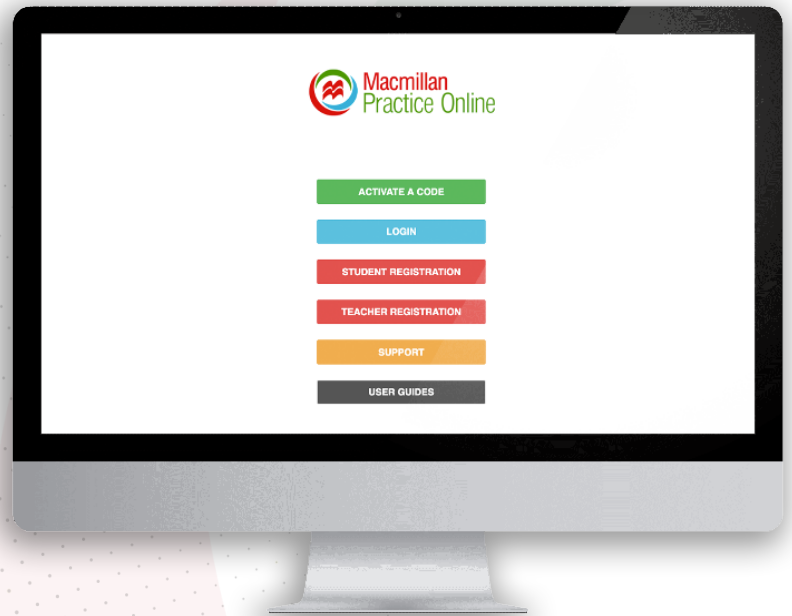 Macmillan
Practice Online
ACTIVATE A CODE
LOGIN
STUDENT REGISTRATION
TEACHER REGISTRATION
SUPPORT
USER GUIDES